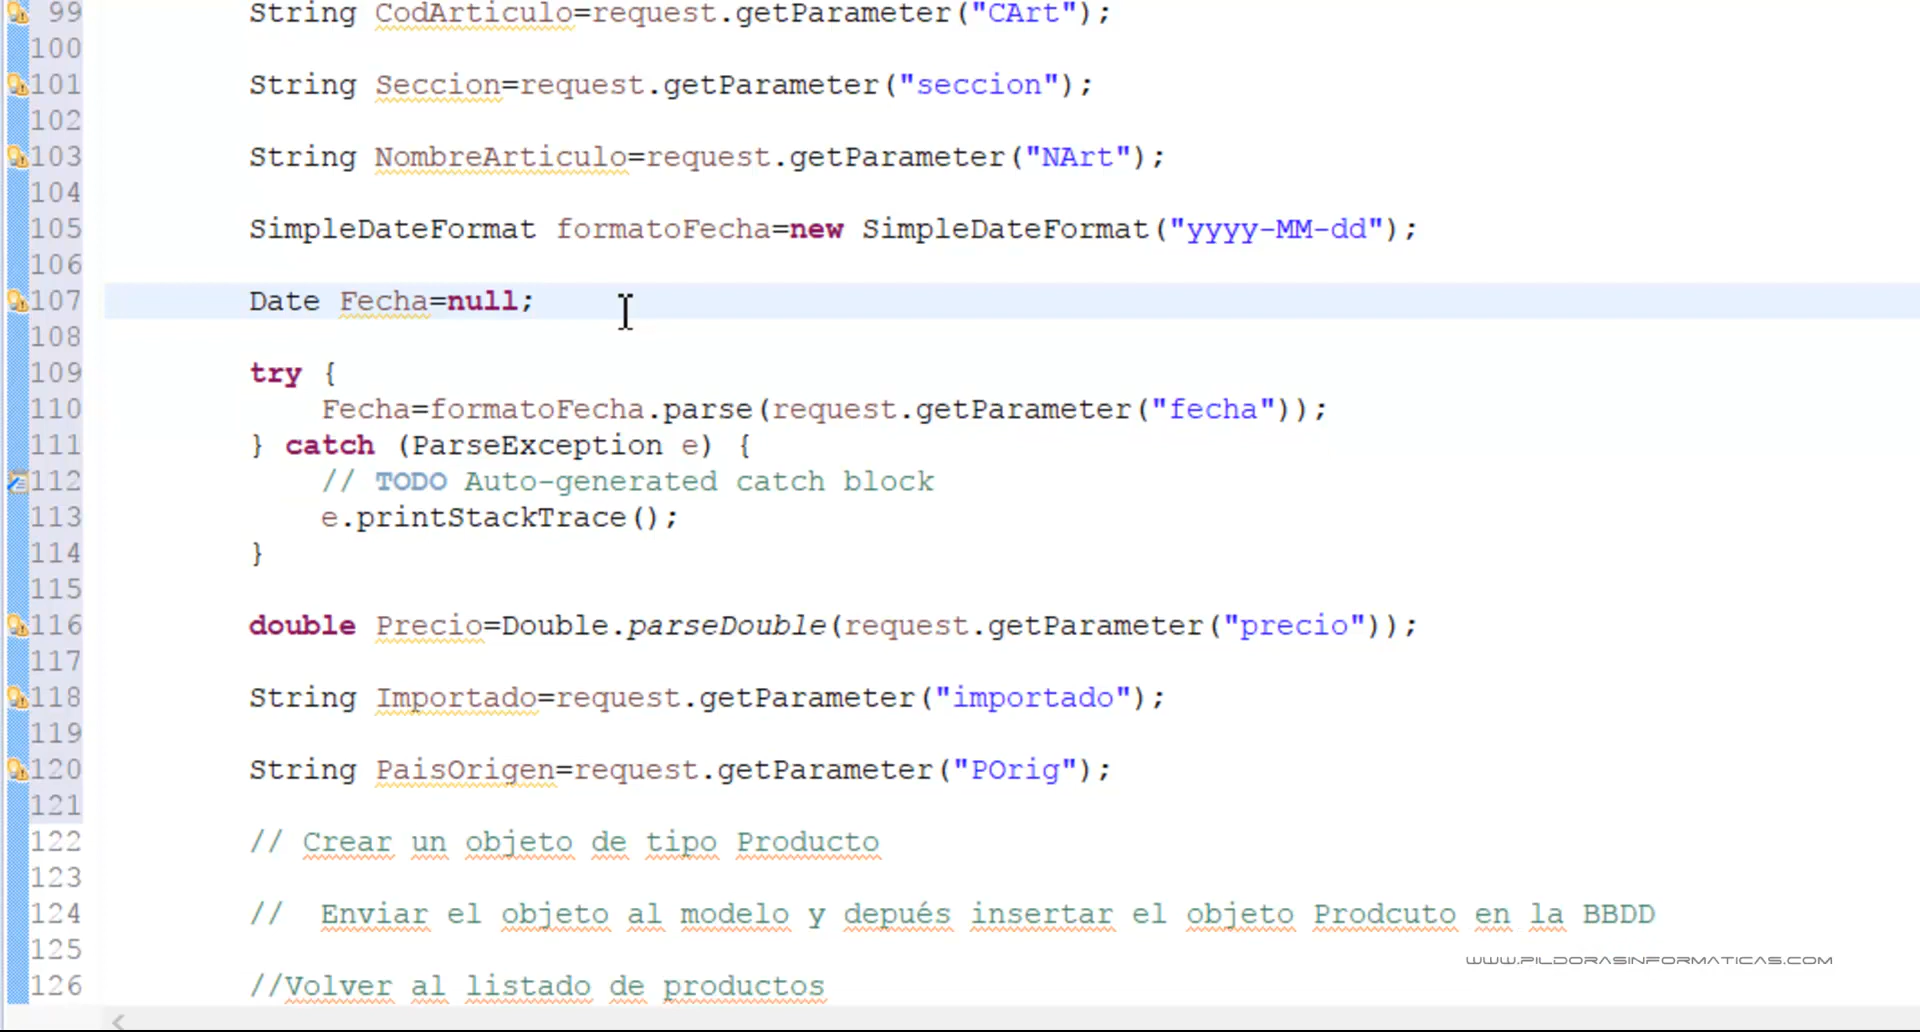 99 String CodArticulo=request.getParameter("CArt");
100
101 String Seccion=request.getParameter("seccion");
102
103 String NombreArticulo=request.getParameter("NArt");
104
105 SimpleDateFormat formatoFecha=new SimpleDateFormat("yyyy-MM-dd");
106
107 Date Fecha=null;
108
109 try {
110 Fecha=formatoFecha.parse(request.getParameter("fecha"));
111 } catch (ParseException e) {
112 // TODO Auto-generated catch block
113 e.printStackTrace();
114 }
115
116 double Precio=Double.parseDouble(request.getParameter("precio"));
117
118 String Importado=request.getParameter("importado");
119
120 String PaisOrigen=request.getParameter("POrig");
121
122 // Crear un objeto de tipo Producto
123
124 // Enviar el objeto al modelo y depués insertar el objeto Prodcuto en la BBDD
125
WWW.PILDORASINFORMATICAS.COM
126 //Volver al listado de productos